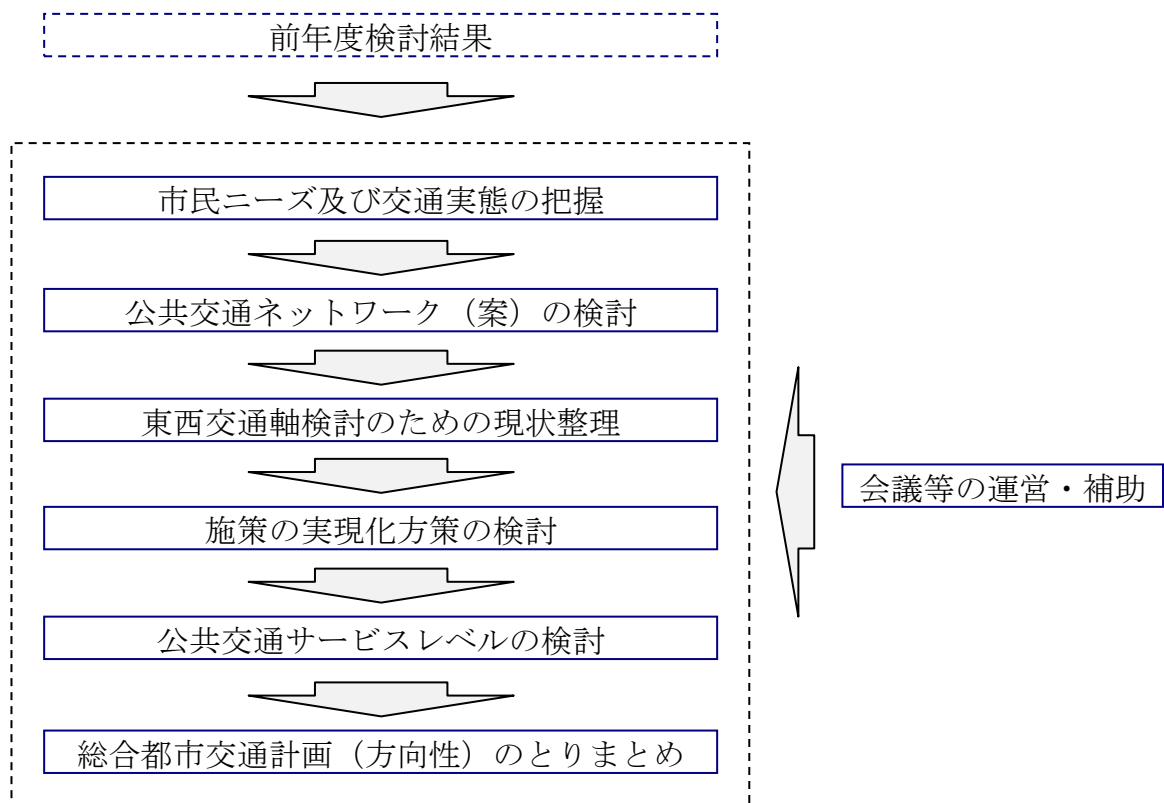 前年度検討結果
市民ニーズ及び交通実態の把握
公共交通ネットワーク（案）の検討
東西交通軸検討のための現状整理
施策の実現化方策の検討
公共交通サービスレベルの検討
総合都市交通計画（方向性）のとりまとめ
会議等の運営・補助